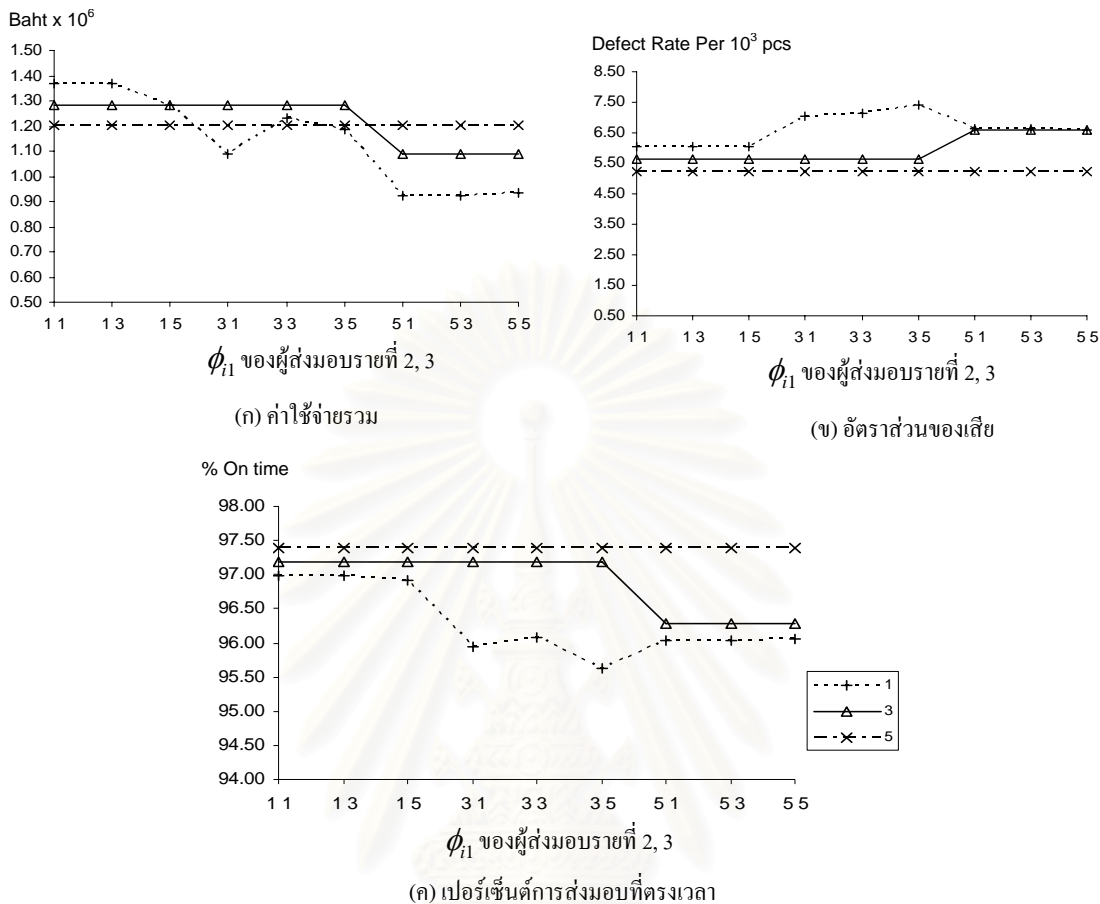 Baht x 10⁶
1.50
1.40
1.30
1.20
1.10
1.00
0.90
0.80
0.70
0.60
0.50
1 1 1 3 1 5 3 1 3 3 3 5 5 1 5 3 5 5
ϕi1 ของผู้ส่งมอบรายที่ 2, 3
(ก) ค่าใช้จ่ายรวม
Defect Rate Per 10³ pcs
8.50
7.50
6.50
5.50
4.50
3.50
2.50
1.50
0.50
1 1 1 3 1 5 3 1 3 3 3 5 5 1 5 3 5 5
ϕi1 ของผู้ส่งมอบรายที่ 2, 3
(ข) อัตราส่วนของเสีย
% On time
98.00
97.50
97.00
96.50
96.00
95.50
95.00
94.50
94.00
1 1 1 3 1 5 3 1 3 3 3 5 5 1 5 3 5 5
ϕi1 ของผู้ส่งมอบรายที่ 2, 3
(ค) เปอร์เซ็นต์การส่งมอบที่ตรงเวลา
1
3
5